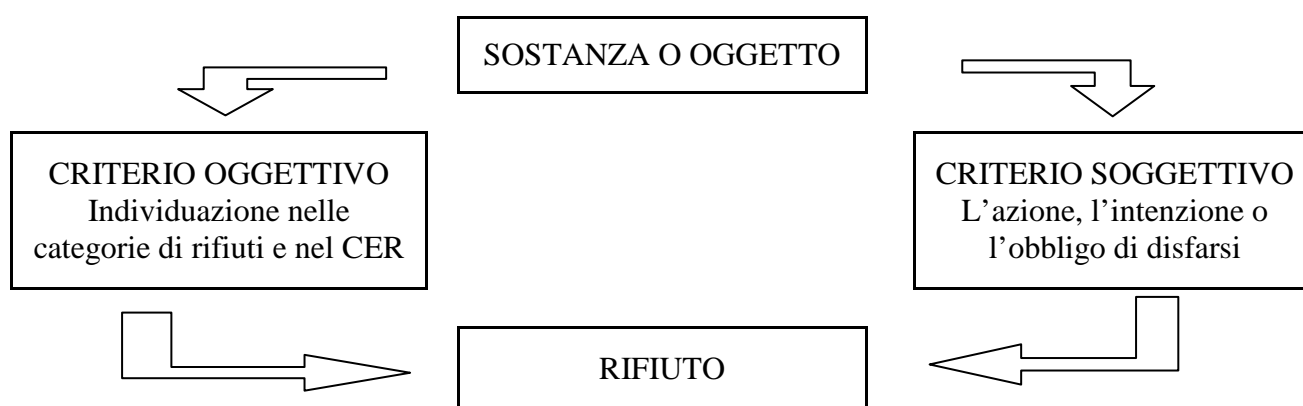 SOSTANZA O OGGETTO
CRITERIO OGGETTIVO
Individuazione nelle
categorie di rifiuti e nel CER
CRITERIO SOGGETTIVO
L’azione, l’intenzione o
l’obbligo di disfarsi
RIFIUTO